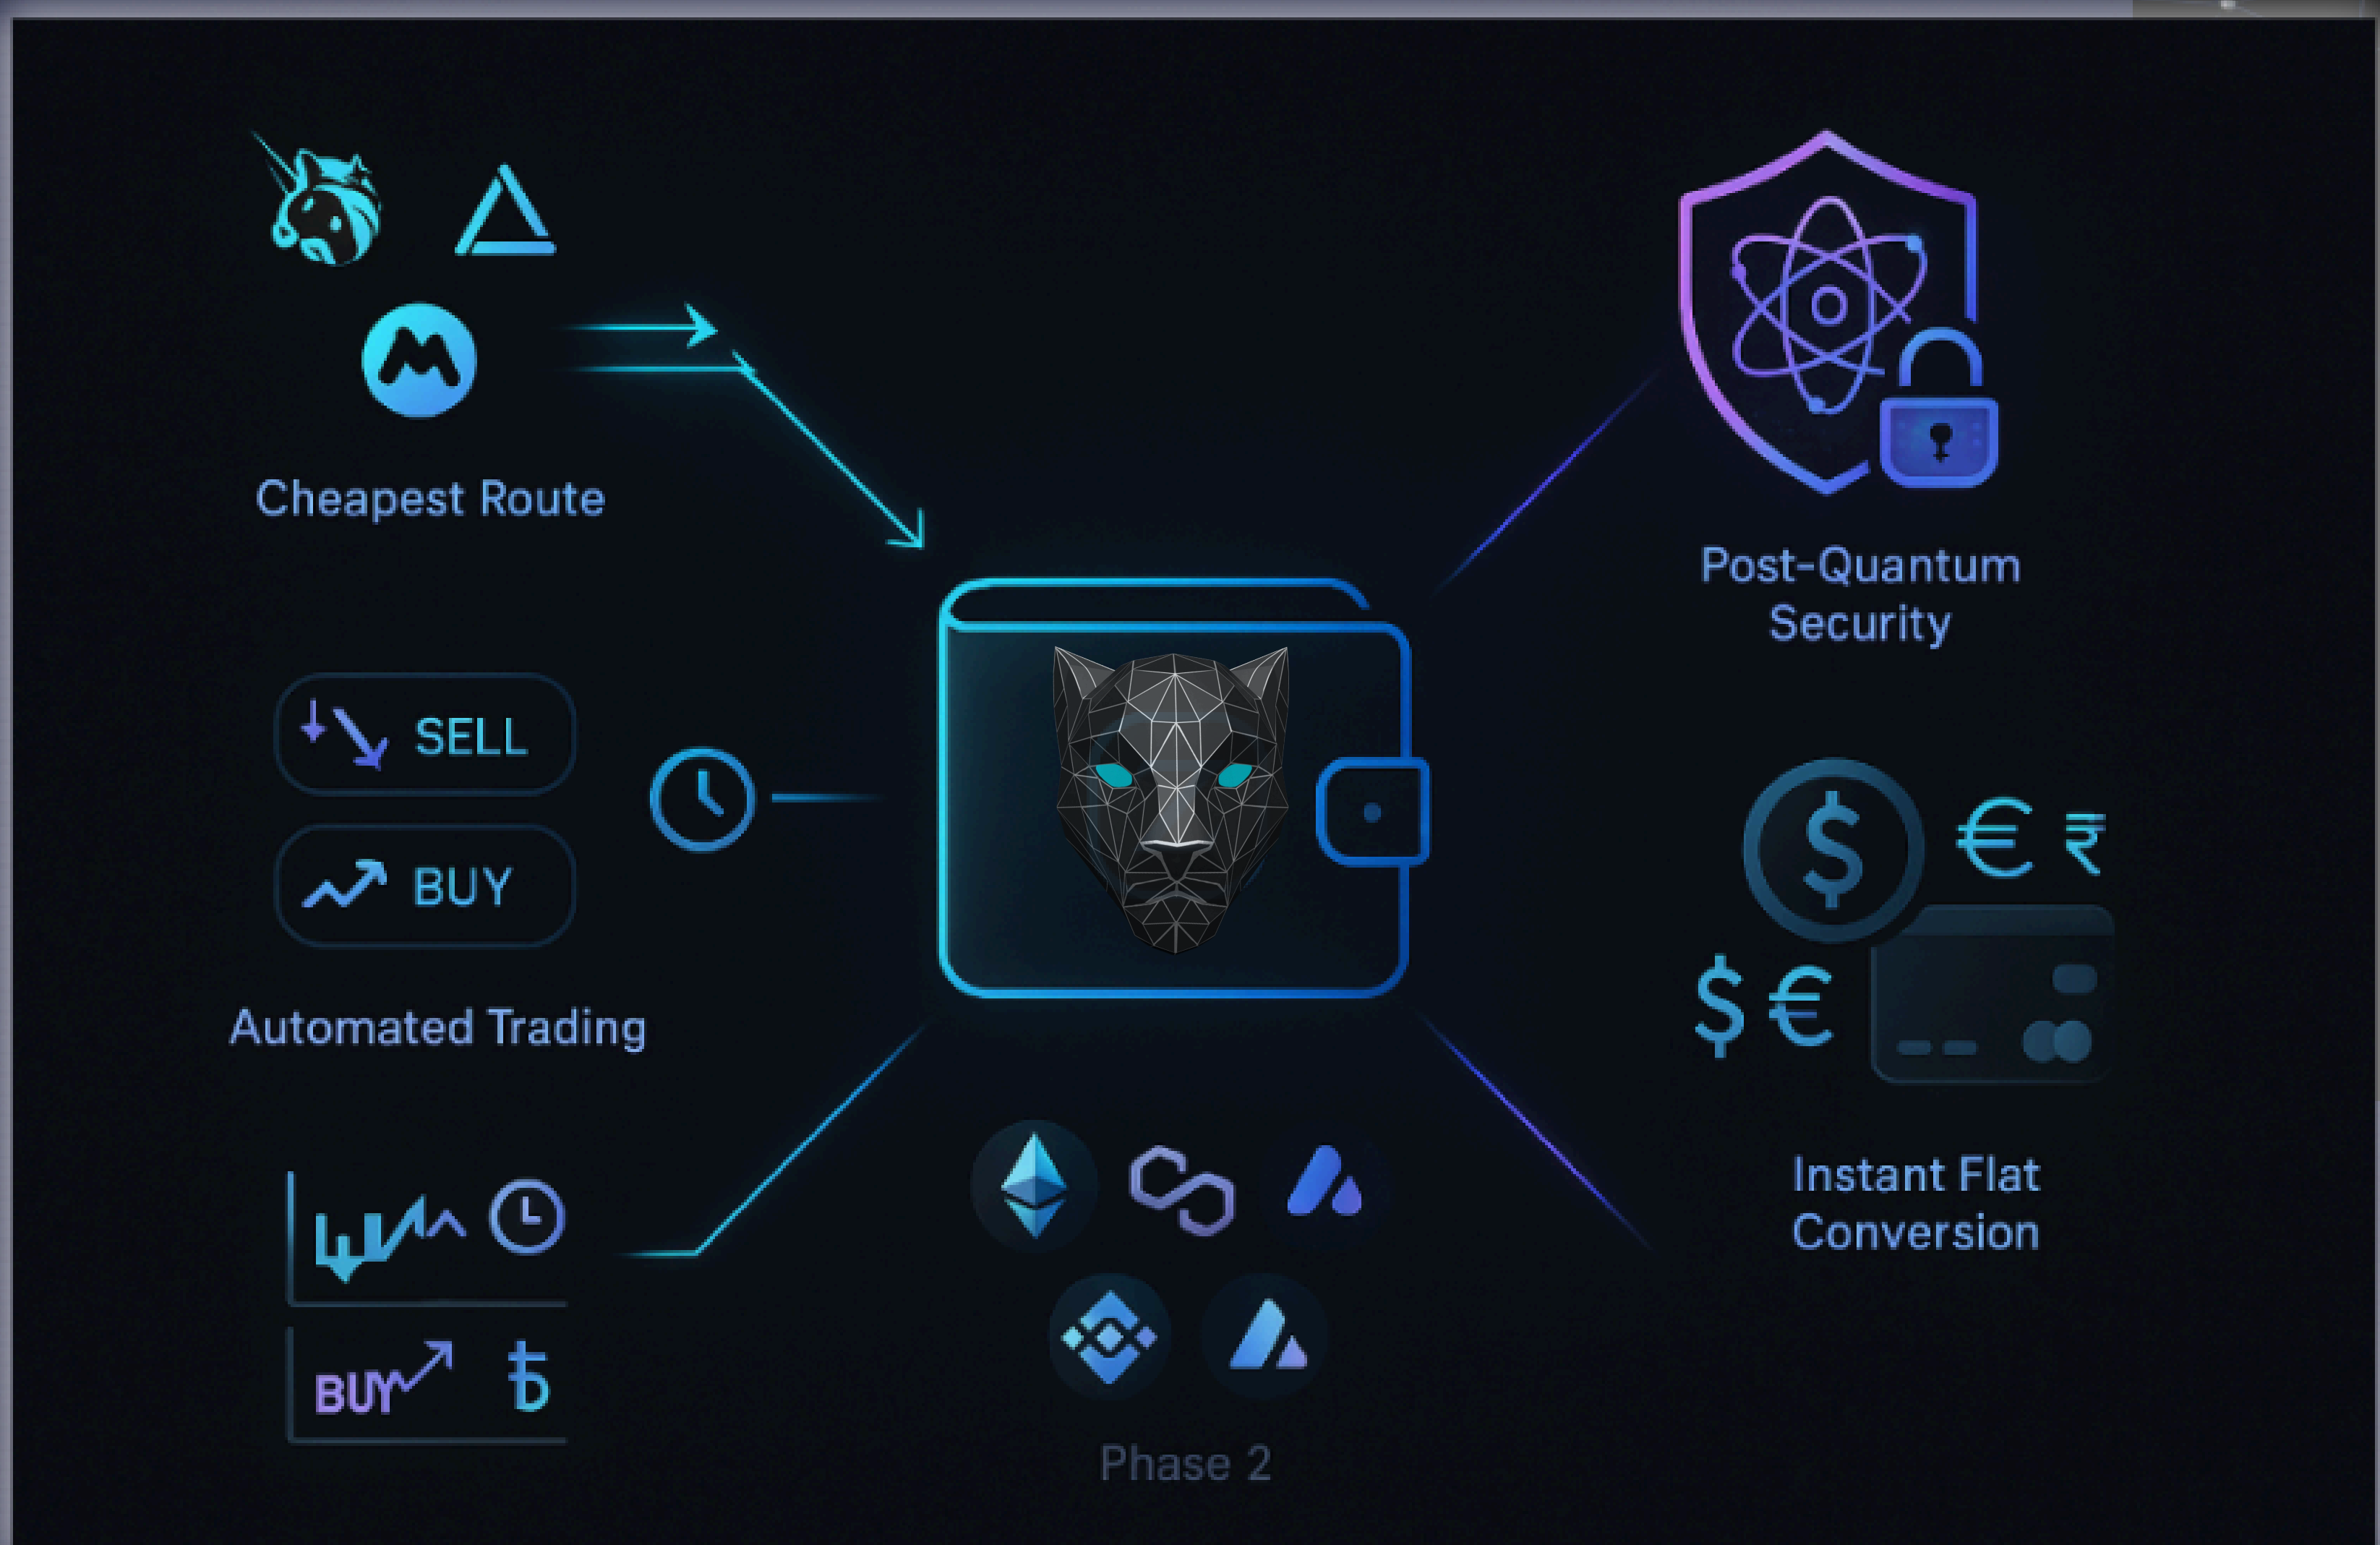 Cheapest Route
SELL
BUY
Automated Trading
BUY
Post-Quantum
Security
$
€ ₹
$ €
Instant Flat
Conversion
Phase 2